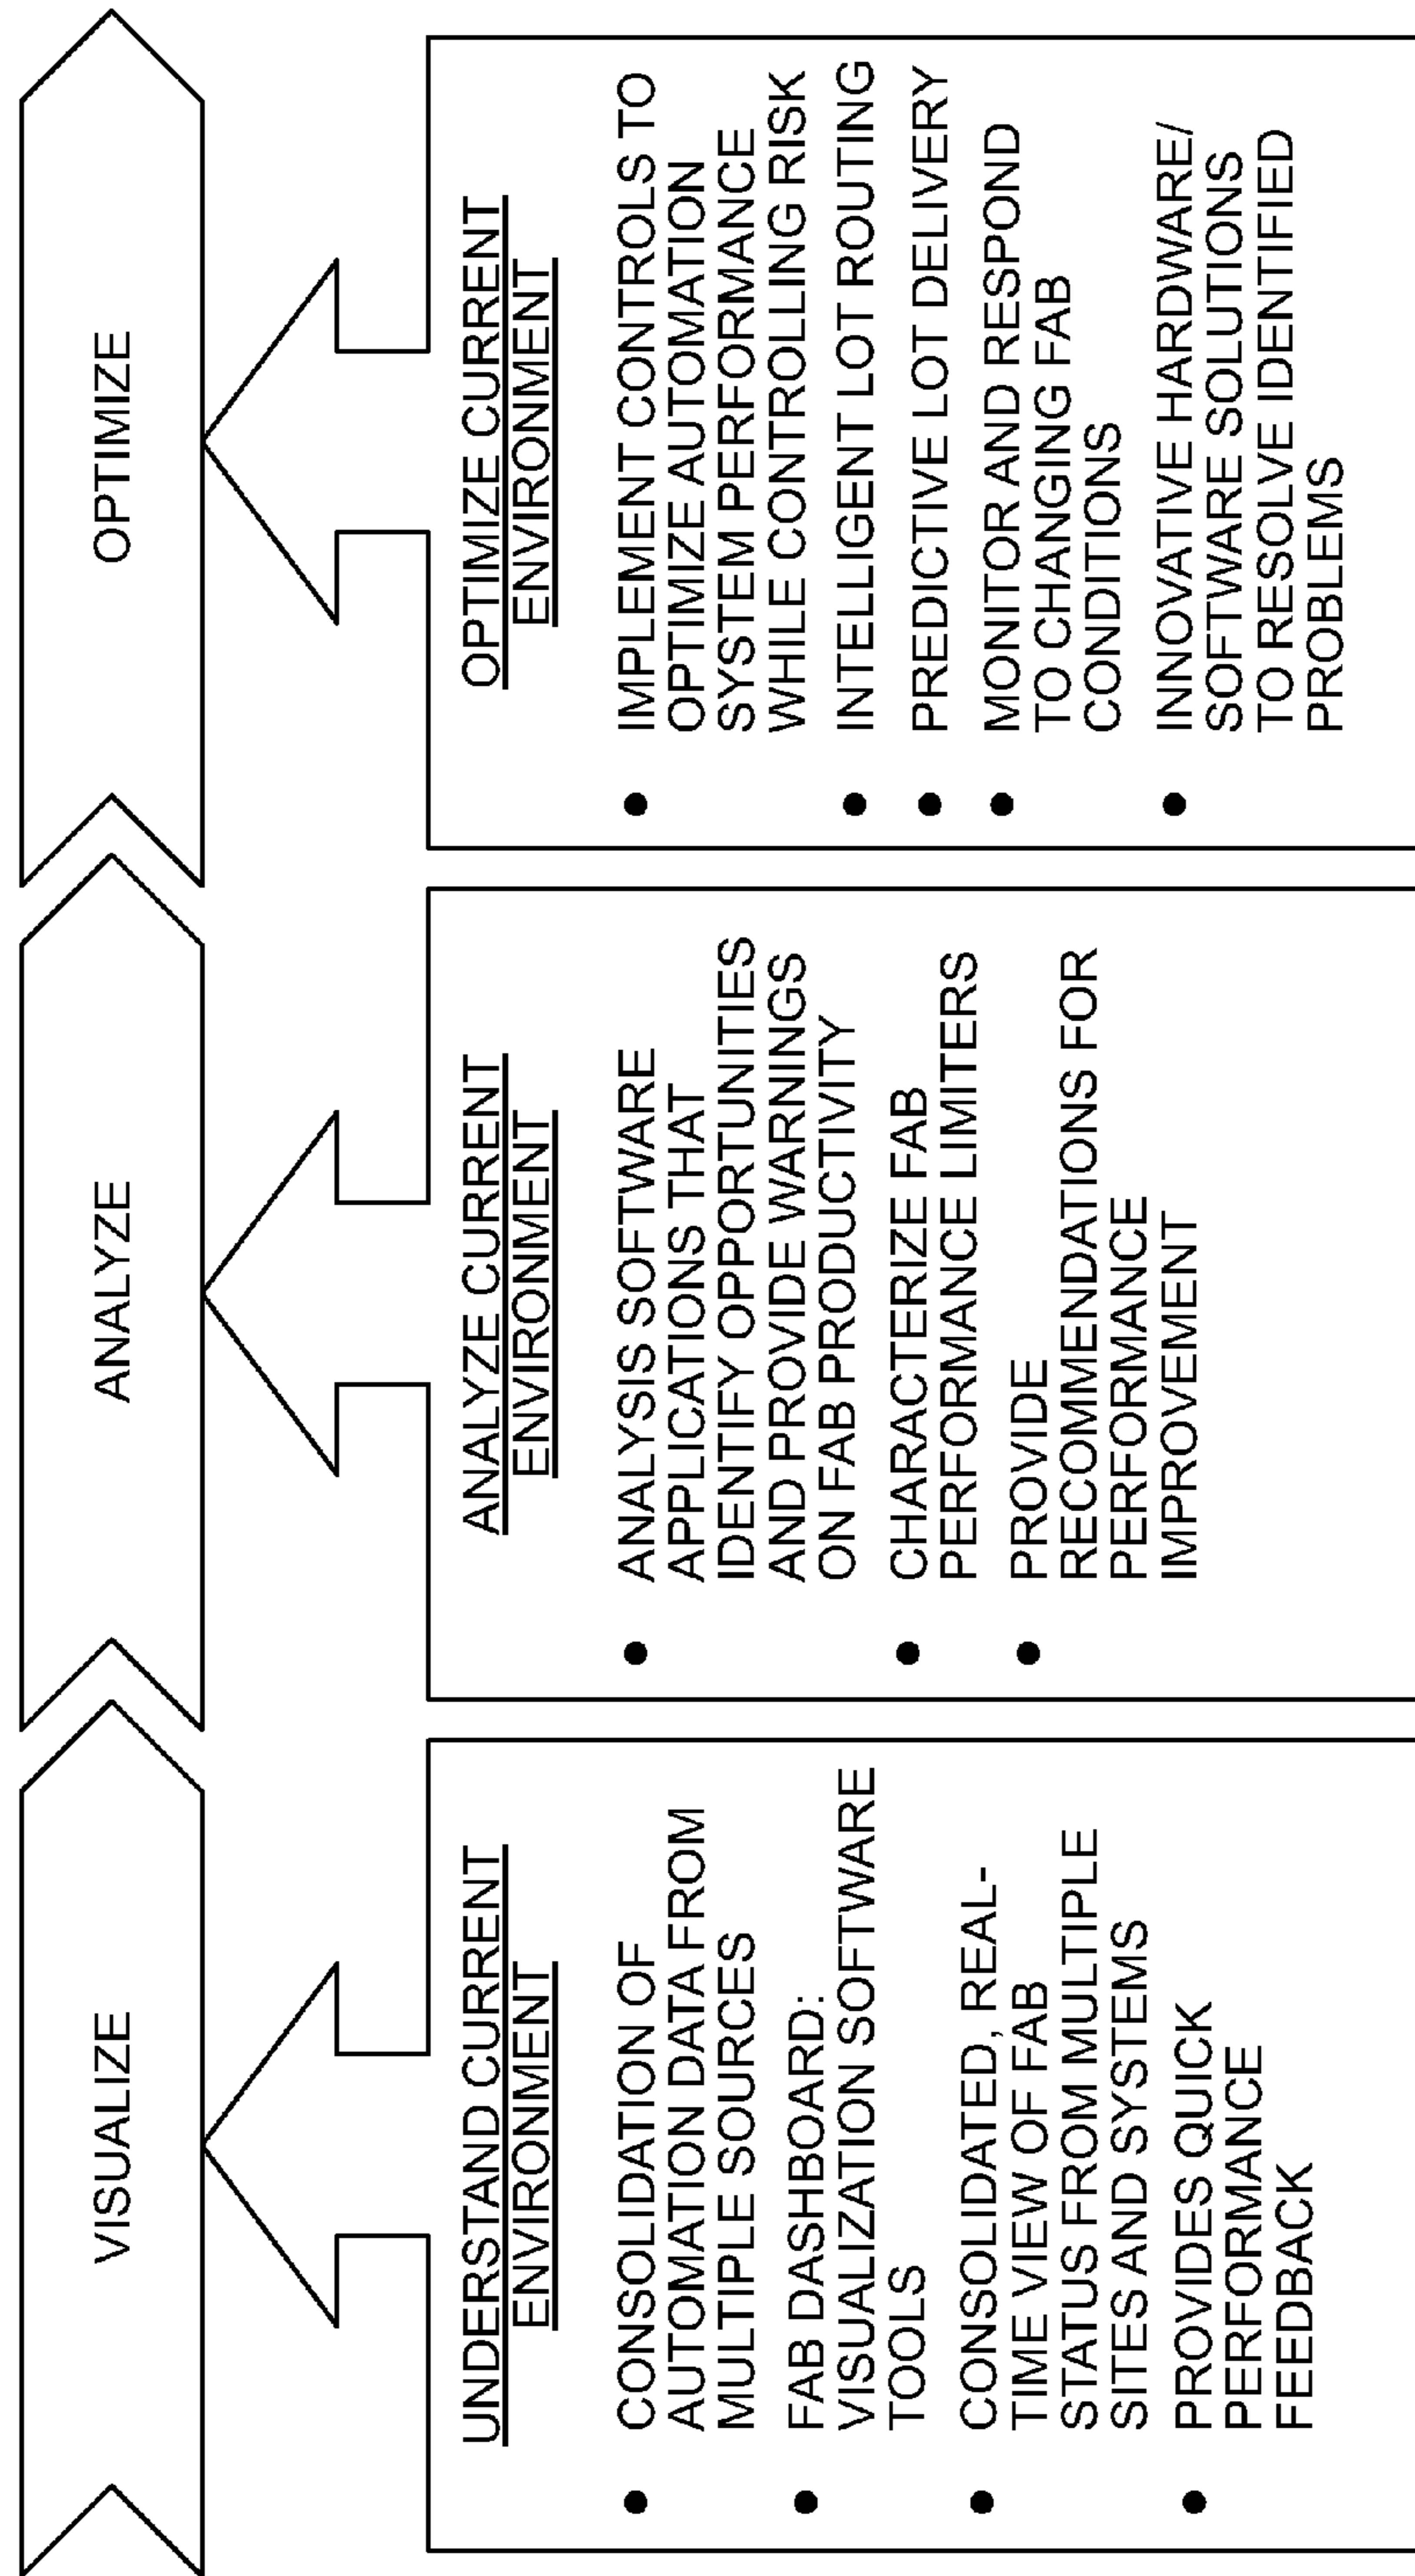 VISUALIZE
ANALYZE
OPTIMIZE
UNDERSTAND CURRENT
ENVIRONMENT
• CONSOLIDATION OF
AUTOMATION DATA FROM
MULTIPLE SOURCES
• FAB DASHBOARD:
VISUALIZATION SOFTWARE
TOOLS
• CONSOLIDATED, REAL-
TIME VIEW OF FAB
STATUS FROM MULTIPLE
SITES AND SYSTEMS
• PROVIDES QUICK
PERFORMANCE
FEEDBACK
ANALYZE CURRENT
ENVIRONMENT
• ANALYSIS SOFTWARE
APPLICATIONS THAT
IDENTIFY OPPORTUNITIES
AND PROVIDE WARNINGS
ON FAB PRODUCTIVITY
• CHARACTERIZE FAB
PERFORMANCE LIMITERS
• PROVIDE
RECOMMENDATIONS FOR
PERFORMANCE
IMPROVEMENT
OPTIMIZE CURRENT
ENVIRONMENT
• IMPLEMENT CONTROLS TO
OPTIMIZE AUTOMATION
SYSTEM PERFORMANCE
WHILE CONTROLLING RISK
• INTELLIGENT LOT ROUTING
• PREDICTIVE LOT DELIVERY
• MONITOR AND RESPOND
TO CHANGING FAB
CONDITIONS
• INNOVATIVE HARDWARE/
SOFTWARE SOLUTIONS
TO RESOLVE IDENTIFIED
PROBLEMS